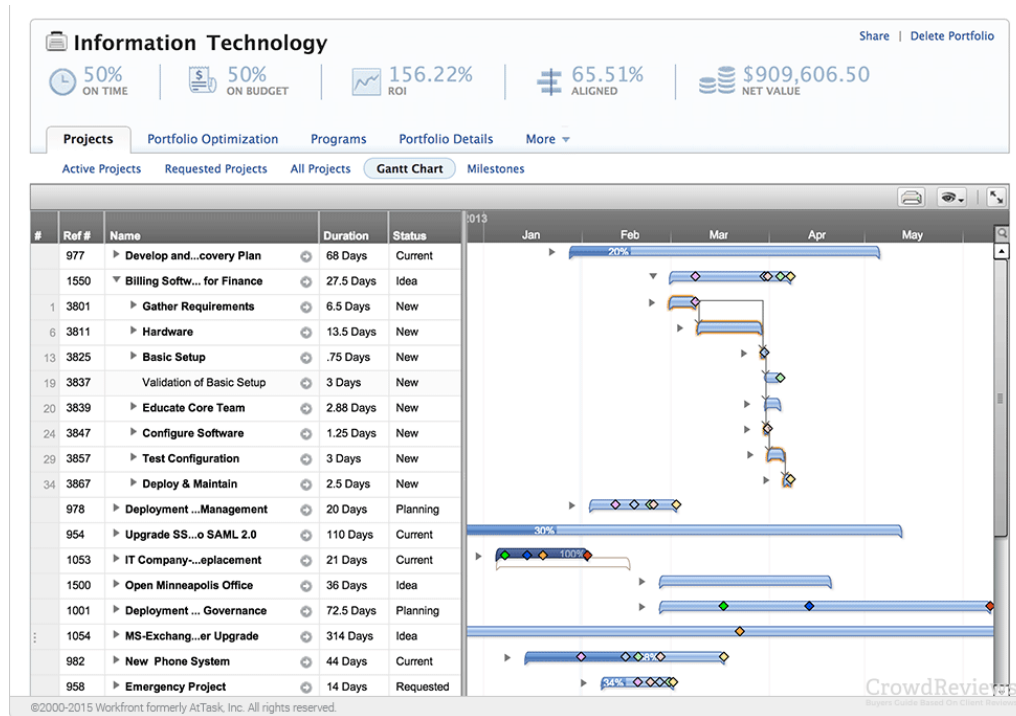 Information Technology
Share | Delete Portfolio
50% ON TIME
50% ON BUDGET
156.22% ROI
65.51% ALIGNED
$909,606.50 NET VALUE
Projects Portfolio Optimization Programs Portfolio Details More
Active Projects Requested Projects All Projects Gantt Chart Milestones
2013
# Ref # Name Duration Status Jan Feb Mar Apr May
977 Develop and...covery Plan 68 Days Current 20%
1550 Billing Softw... for Finance 27.5 Days Idea
1 3801 Gather Requirements 6.5 Days New
6 3811 Hardware 13.5 Days New
13 3825 Basic Setup .75 Days New
19 3837 Validation of Basic Setup 3 Days New
20 3839 Educate Core Team 2.88 Days New
24 3847 Configure Software 1.25 Days New
29 3857 Test Configuration 3 Days New
34 3867 Deploy & Maintain 2.5 Days New
978 Deployment ...Management 20 Days Planning
954 Upgrade SS...o SAML 2.0 110 Days Current 30%
1053 IT Company-...eplacement 21 Days Current 100%
1500 Open Minneapolis Office 36 Days Idea
1001 Deployment ... Governance 72.5 Days Planning
1054 MS-Exchang...er Upgrade 314 Days Idea
982 New Phone System 44 Days Current
958 Emergency Project 14 Days Requested 34%
CrowdReviews
Buyers Guide Based On Client Reviews
©2000-2015 Workfront formerly AtTask, Inc. All rights reserved.